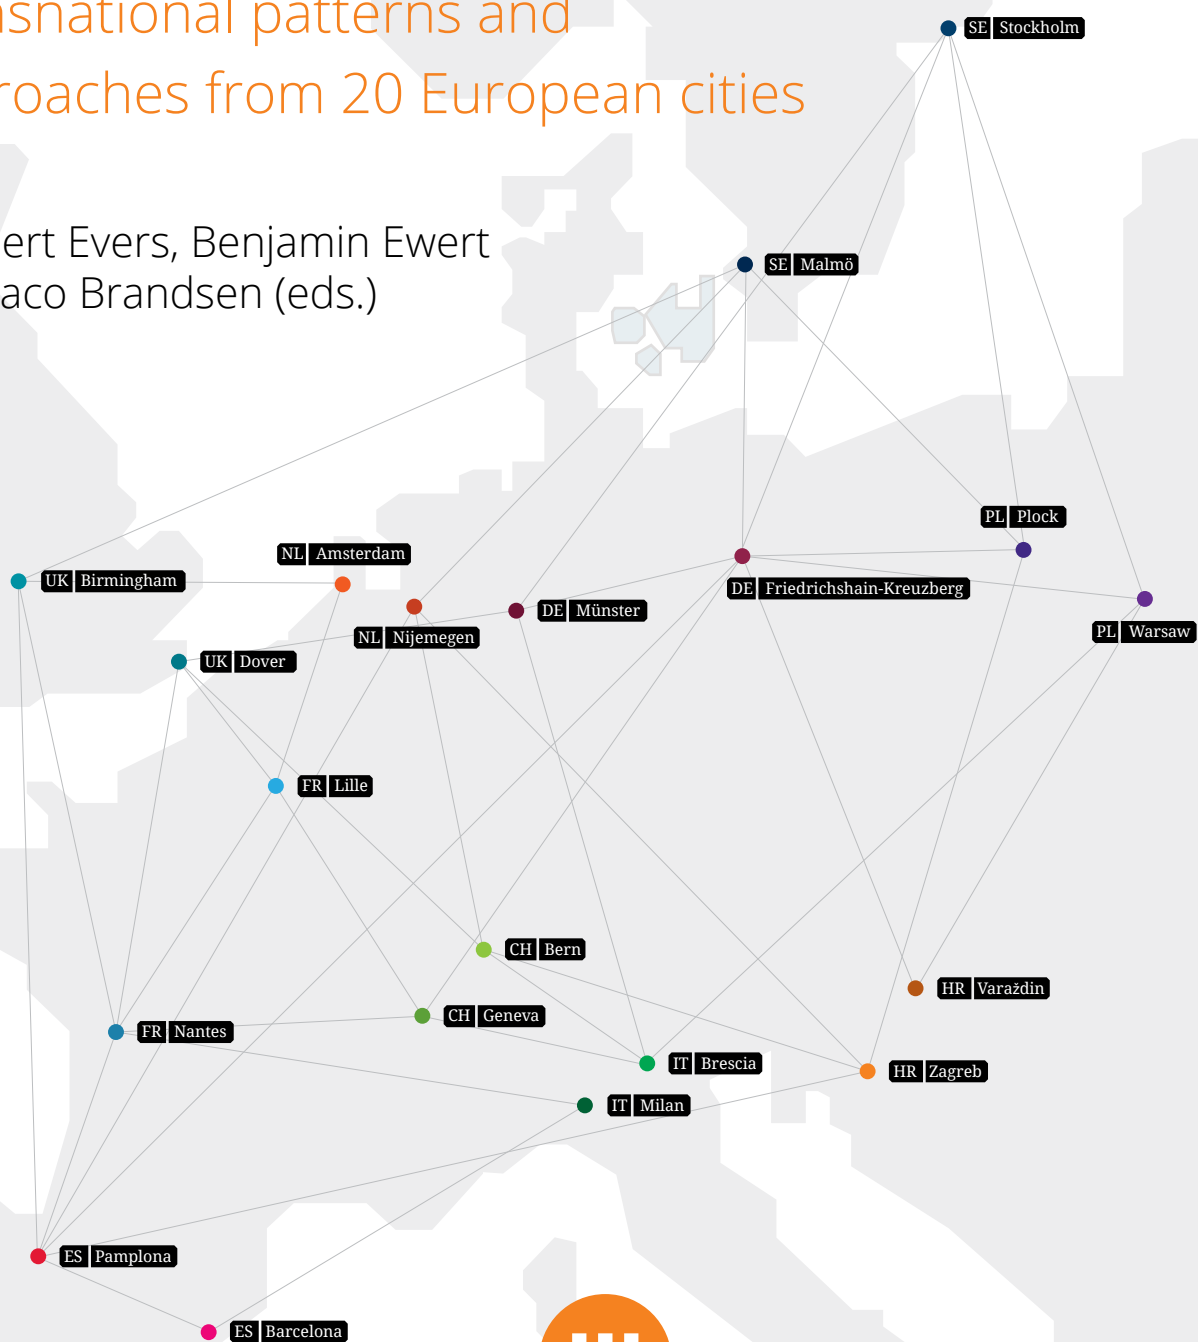 nsnational patterns and
roaches from 20 European cities
ert Evers, Benjamin Ewert
aco Brandsen (eds.)
SE Stockholm
SE Malmö
PL Plock
NL Amsterdam
UK Birmingham
DE Friedrichshain-Kreuzberg
DE Münster
NL Nijemegen
PL Warsaw
UK Dover
FR Lille
CH Bern
HR Varaždin
CH Geneva
FR Nantes
IT Brescia
HR Zagreb
IT Milan
ES Pamplona
ES Barcelona